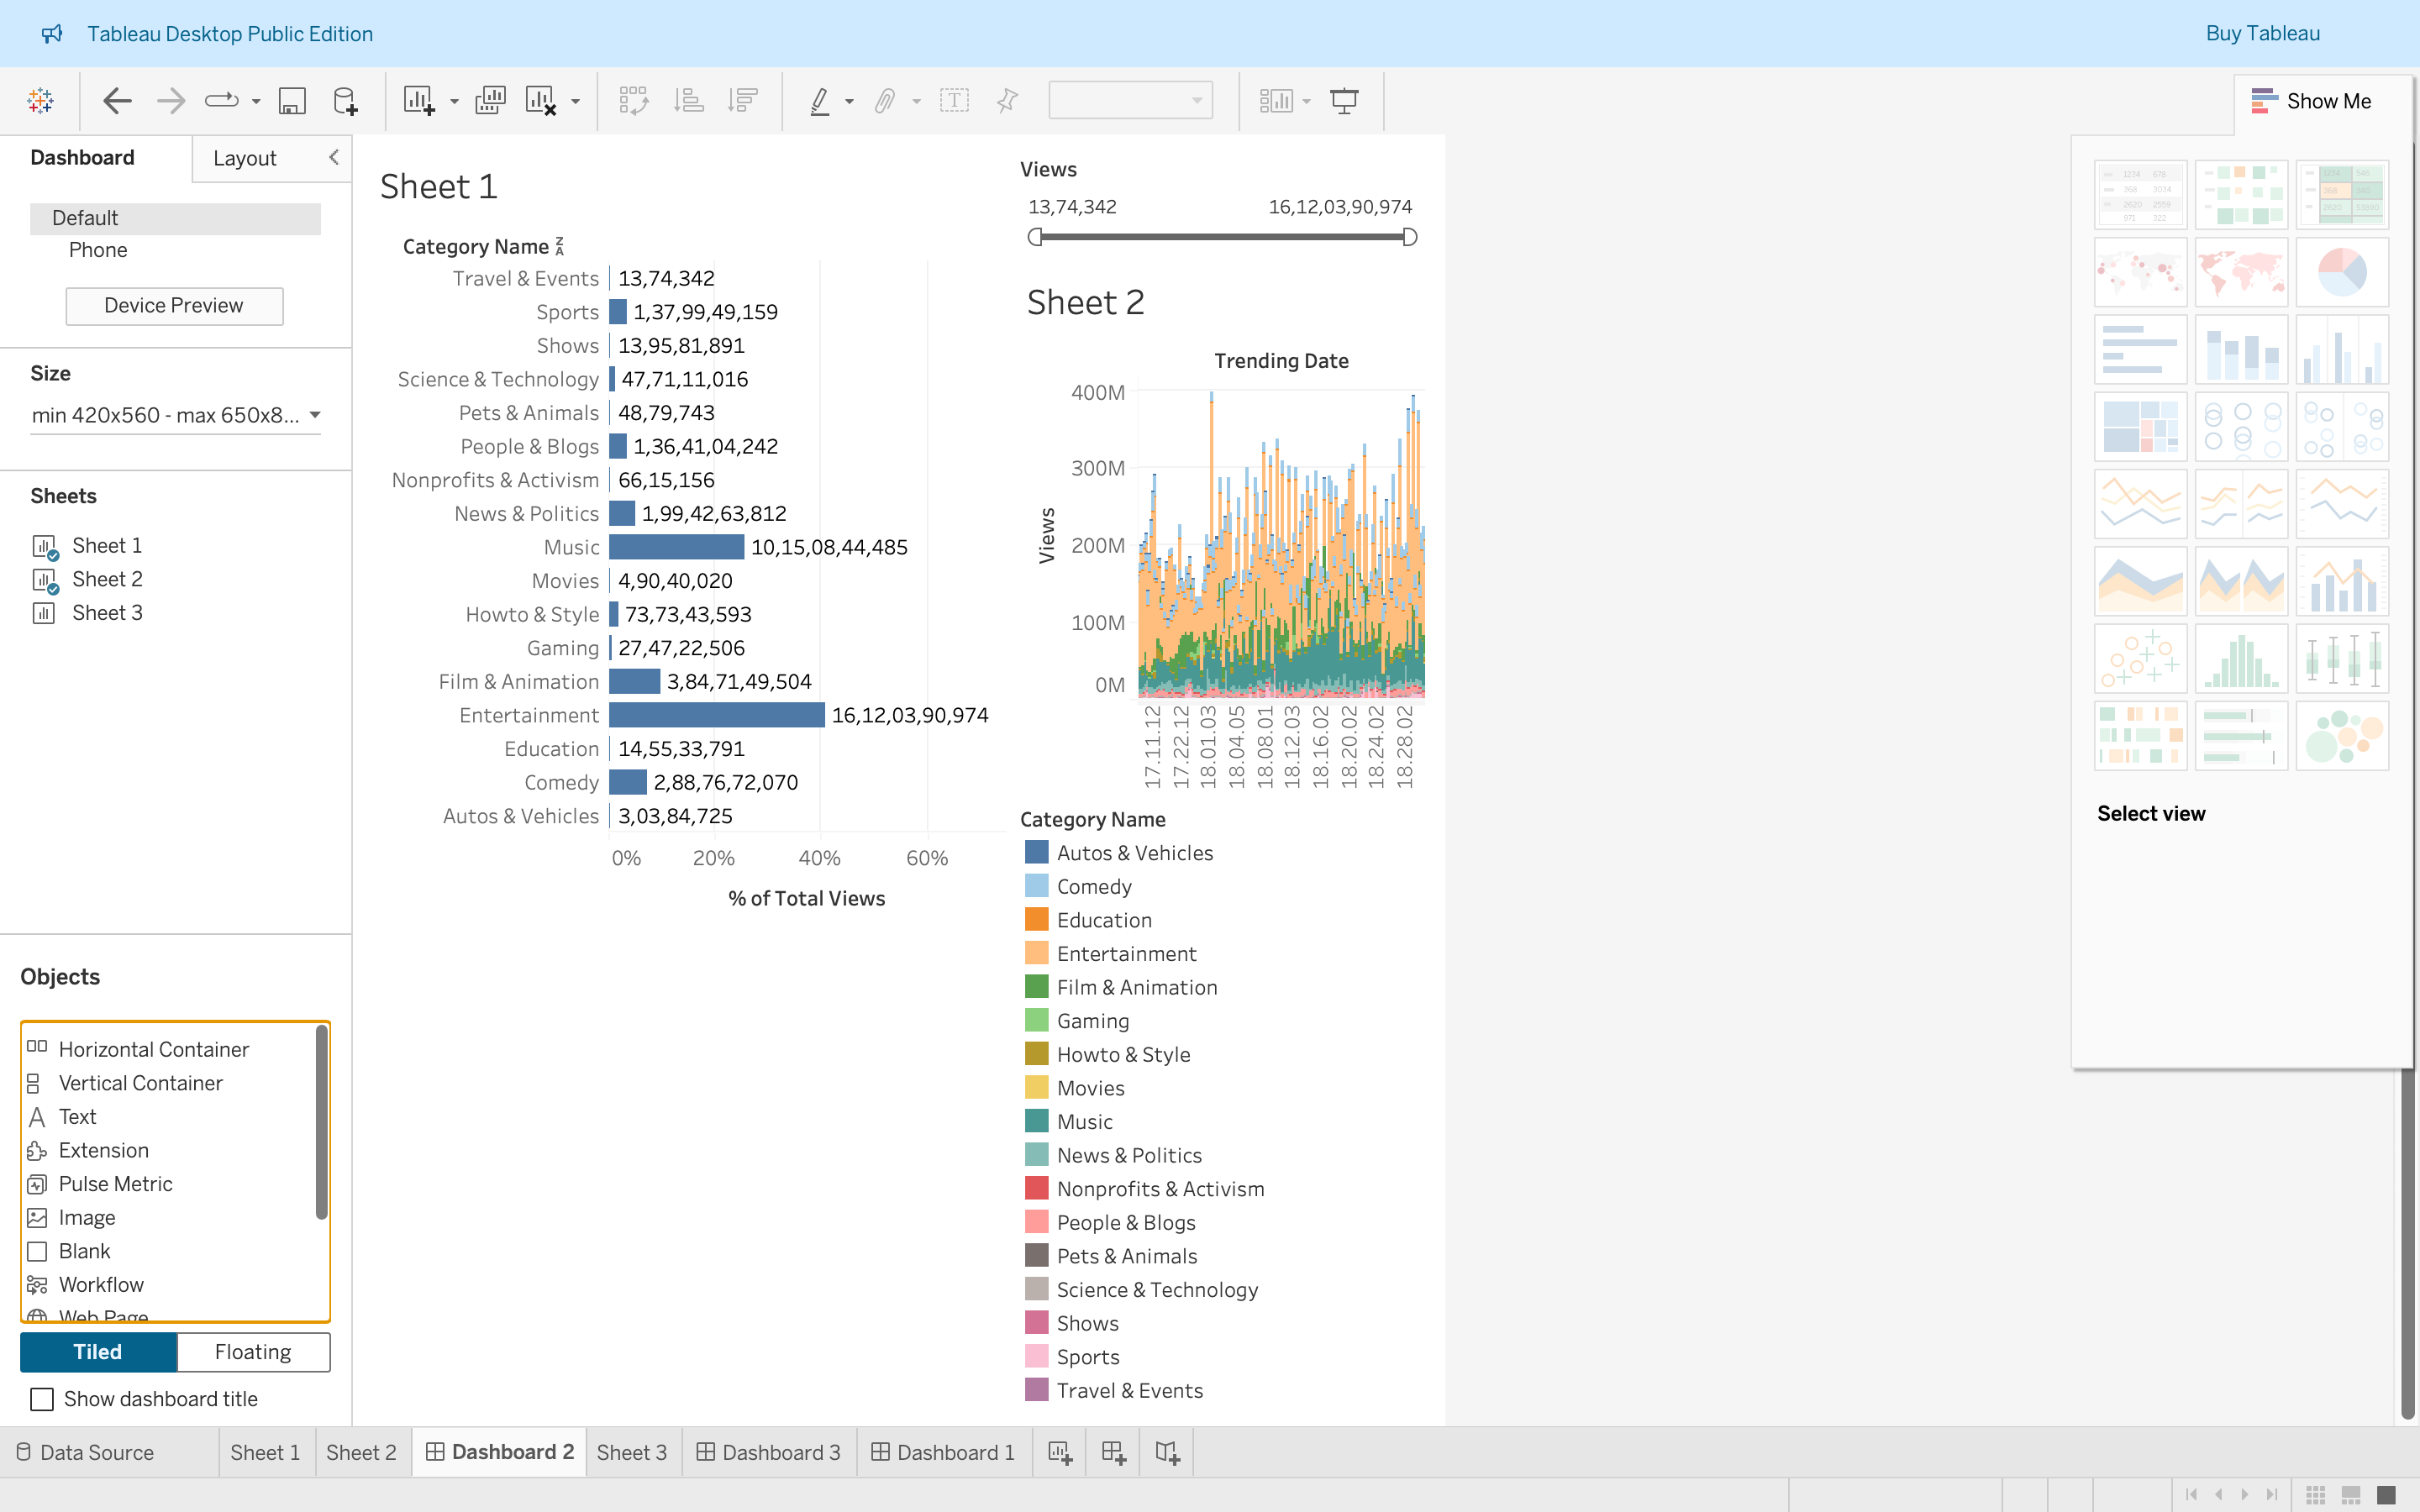 Tableau Desktop Public Edition
Buy Tableau
Show Me
Dashboard
Layout
Default
Phone
Device Preview
Size
min 420x560 - max 650x8...
Sheets
Sheet 1
Sheet 2
Sheet 3
Objects
Horizontal Container
Vertical Container
Text
Extension
Pulse Metric
Image
Blank
Workflow
Web Page
Tiled
Floating
Show dashboard title
Sheet 1
Category Name
Travel & Events 13,74,342
Sports 1,37,99,49,159
Shows 13,95,81,891
Science & Technology 47,71,11,016
Pets & Animals 48,79,743
People & Blogs 1,36,41,04,242
Nonprofits & Activism 66,15,156
News & Politics 1,99,42,63,812
Music 10,15,08,44,485
Movies 4,90,40,020
Howto & Style 73,73,43,593
Gaming 27,47,22,506
Film & Animation 3,84,71,49,504
Entertainment 16,12,03,90,974
Education 14,55,33,791
Comedy 2,88,76,72,070
Autos & Vehicles 3,03,84,725
0% 20% 40% 60%
% of Total Views
Views
13,74,342 16,12,03,90,974
Sheet 2
Trending Date
400M
300M
200M
100M
0M
Views
17.11.12
17.22.12
18.01.03
18.04.05
18.08.01
18.12.03
18.16.02
18.20.02
18.24.02
18.28.02
Category Name
Autos & Vehicles
Comedy
Education
Entertainment
Film & Animation
Gaming
Howto & Style
Movies
Music
News & Politics
Nonprofits & Activism
People & Blogs
Pets & Animals
Science & Technology
Shows
Sports
Travel & Events
Select view
Data Source
Sheet 1
Sheet 2
Dashboard 2
Sheet 3
Dashboard 3
Dashboard 1